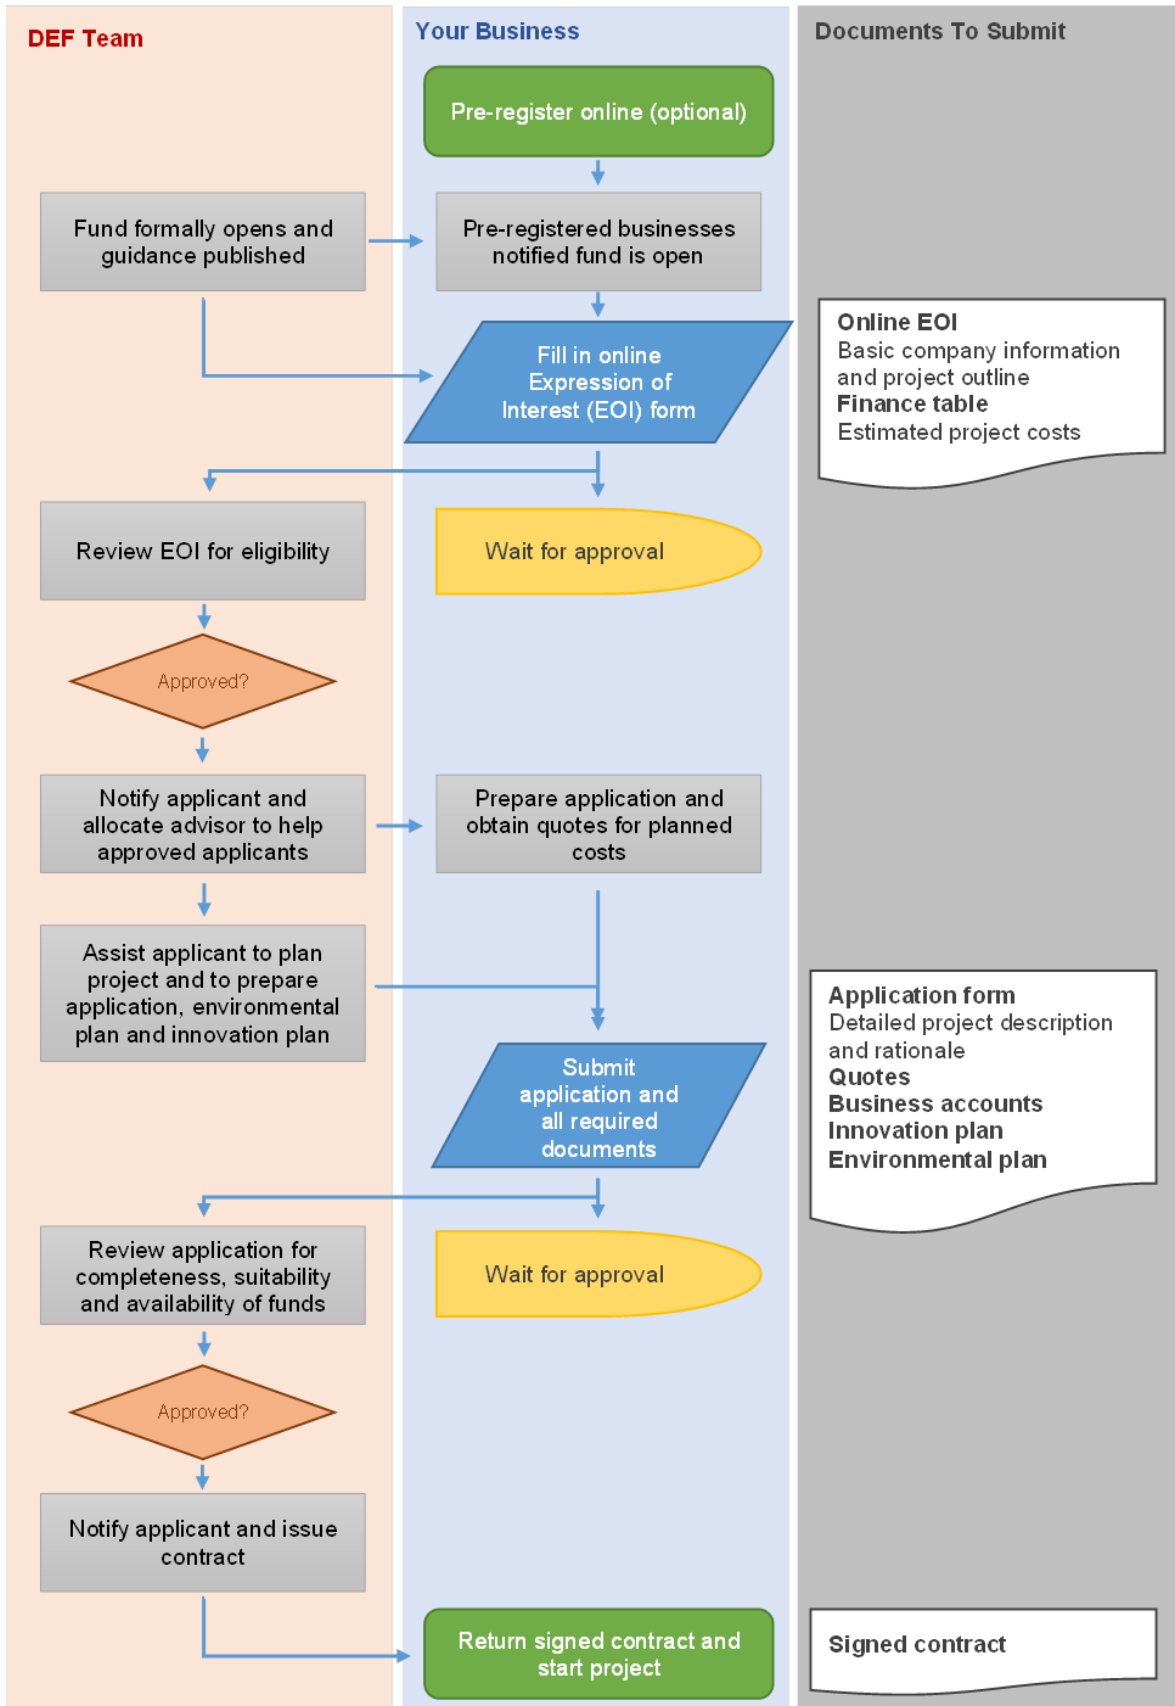 DEF Team
Your Business
Documents To Submit
Pre-register online (optional)
Fund formally opens and
guidance published
Pre-registered businesses
notified fund is open
Fill in online
Expression of
Interest (EOI) form
Online EOI
Basic company information
and project outline
Finance table
Estimated project costs
Review EOI for eligibility
Wait for approval
Approved?
Notify applicant and
allocate advisor to help
approved applicants
Prepare application and
obtain quotes for planned
costs
Assist applicant to plan
project and to prepare
application, environmental
plan and innovation plan
Submit
application and
all required
documents
Application form
Detailed project description
and rationale
Quotes
Business accounts
Innovation plan
Environmental plan
Review application for
completeness, suitability
and availability of funds
Wait for approval
Approved?
Notify applicant and issue
contract
Return signed contract and
start project
Signed contract